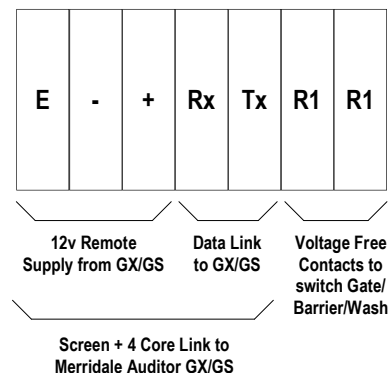 E - + Rx Tx R1 R1
12v Remote
Supply from GX/GS
Data Link
to GX/GS
Voltage Free
Contacts to
switch Gate/
Barrier/Wash
Screen + 4 Core Link to
Merridale Auditor GX/GS